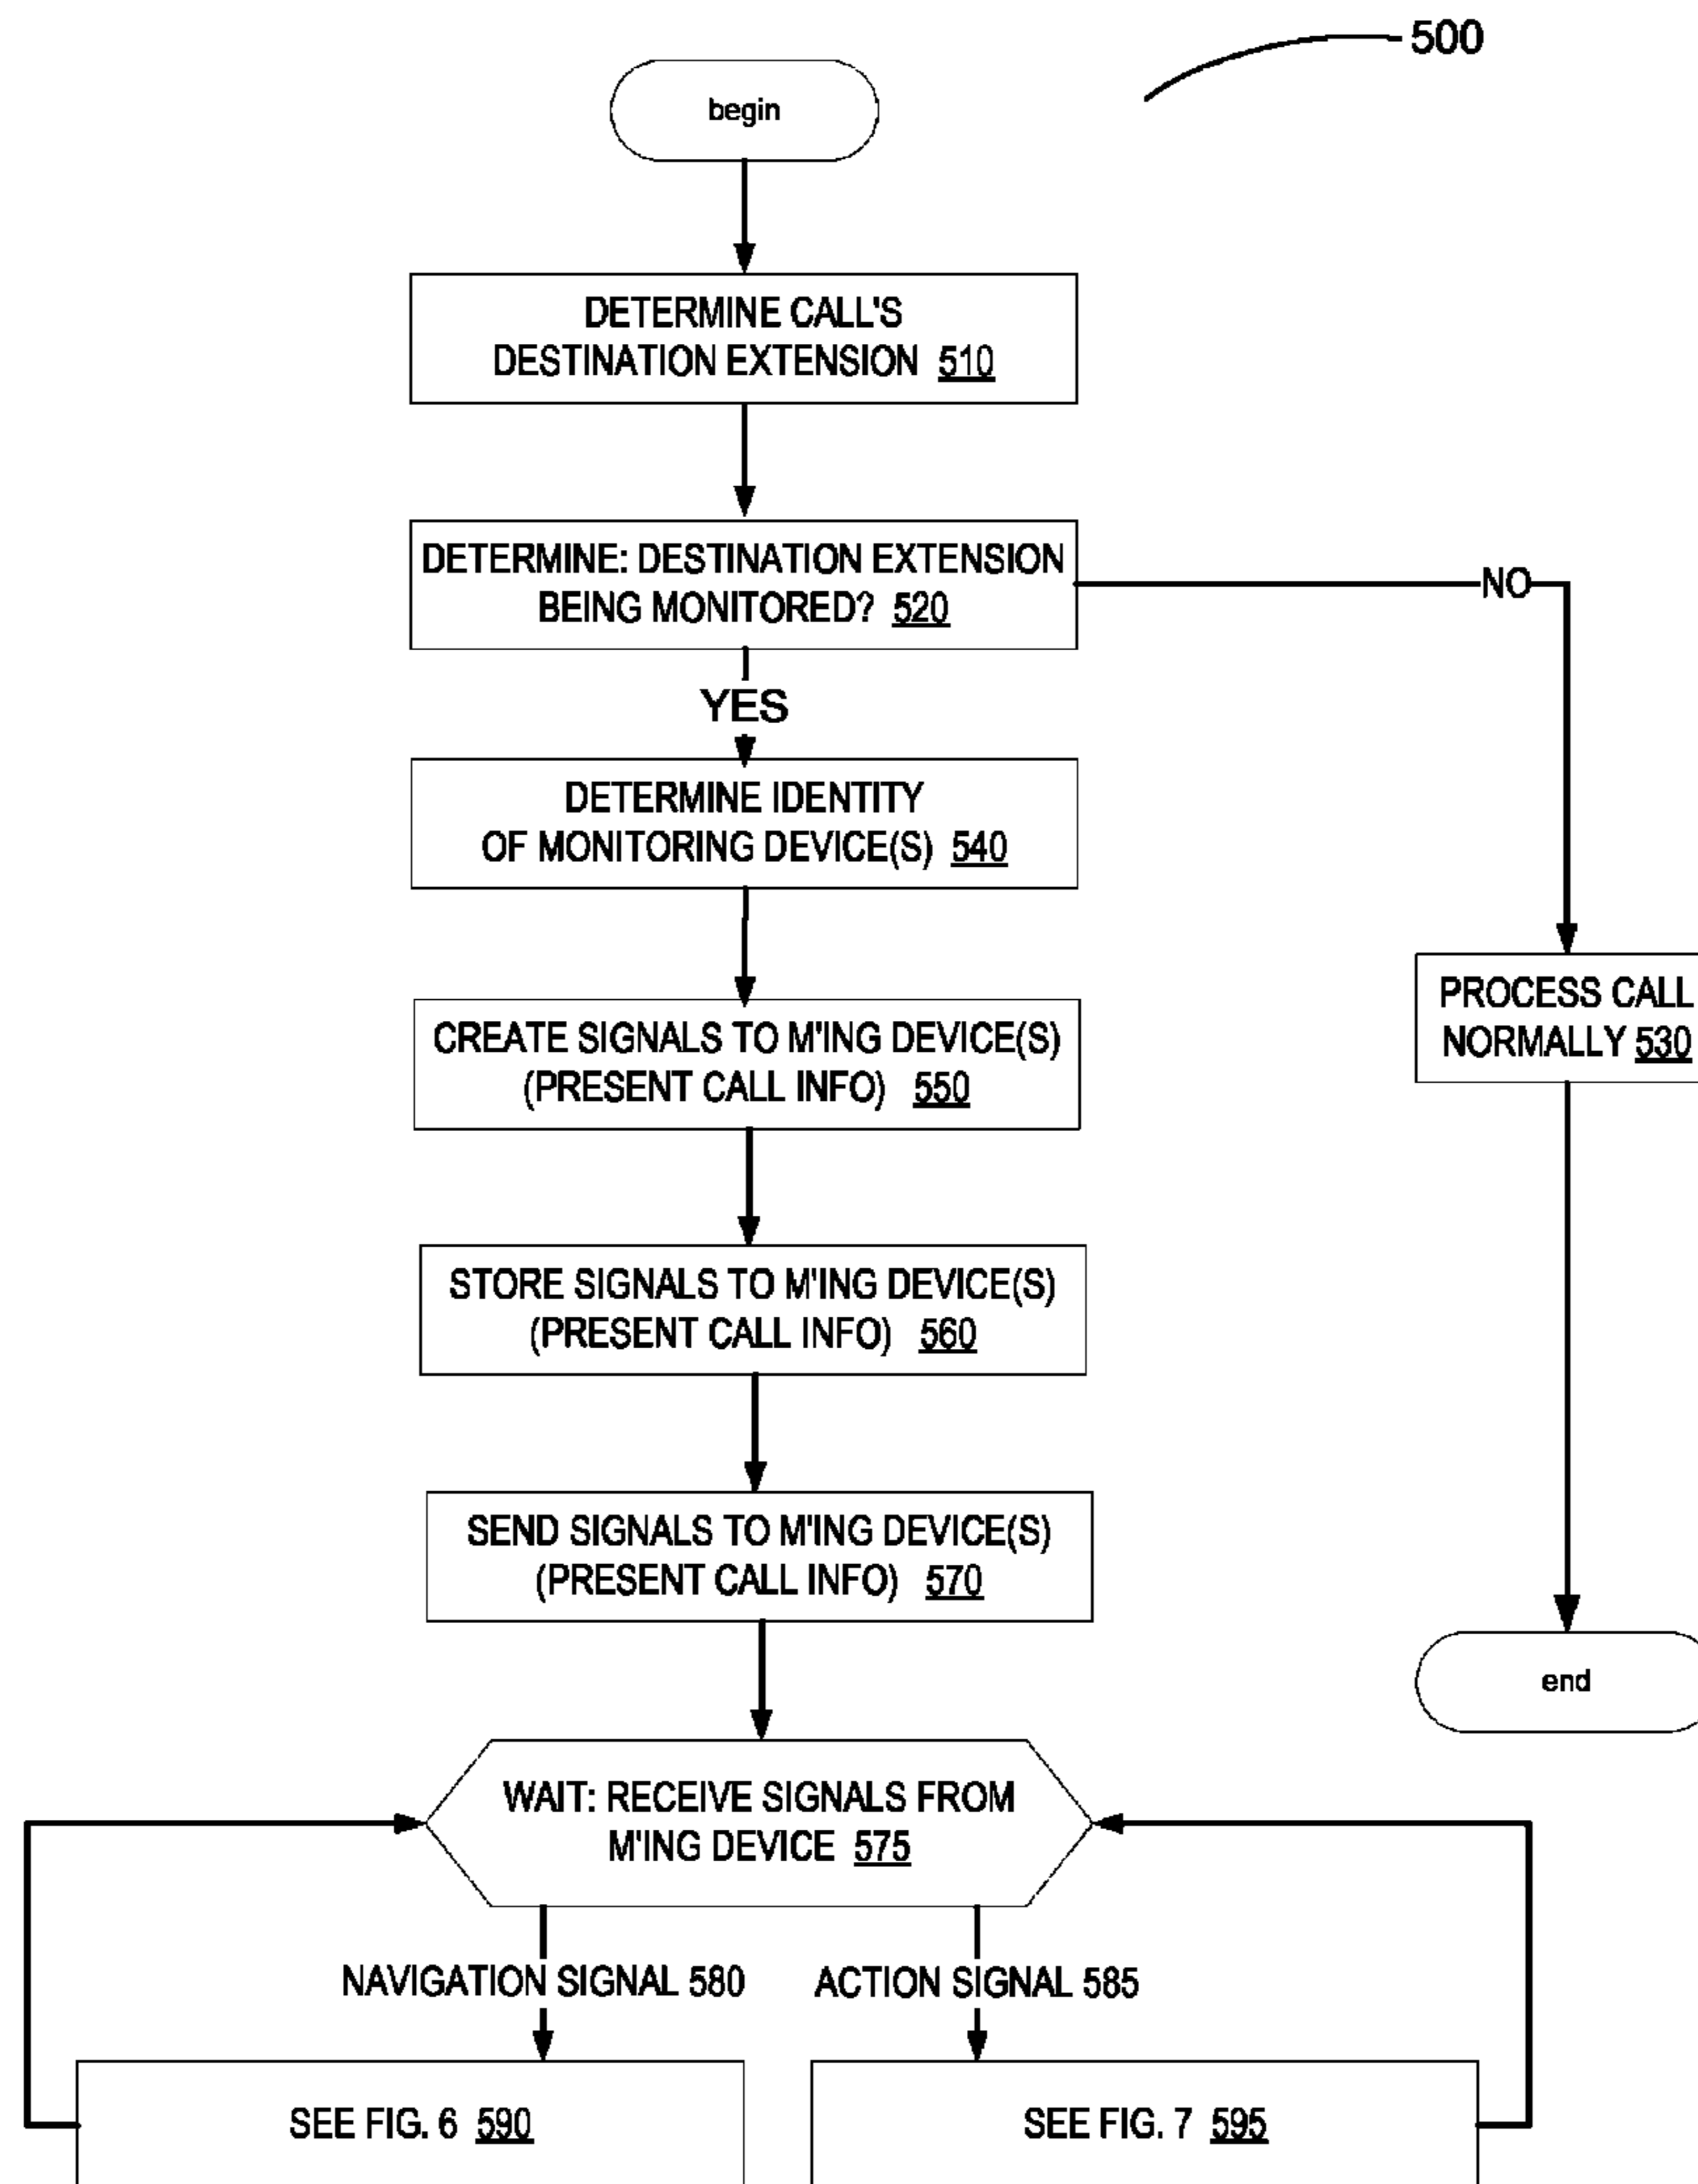 500
begin
DETERMINE CALL'S
DESTINATION EXTENSION 510
DETERMINE: DESTINATION EXTENSION
BEING MONITORED? 520
NO
YES
DETERMINE IDENTITY
OF MONITORING DEVICE(S) 540
PROCESS CALL
NORMALLY 530
CREATE SIGNALS TO M'ING DEVICE(S)
(PRESENT CALL INFO) 550
STORE SIGNALS TO M'ING DEVICE(S)
(PRESENT CALL INFO) 560
SEND SIGNALS TO M'ING DEVICE(S)
(PRESENT CALL INFO) 570
end
WAIT: RECEIVE SIGNALS FROM
M'ING DEVICE 575
NAVIGATION SIGNAL 580
ACTION SIGNAL 585
SEE FIG. 6 590
SEE FIG. 7 595